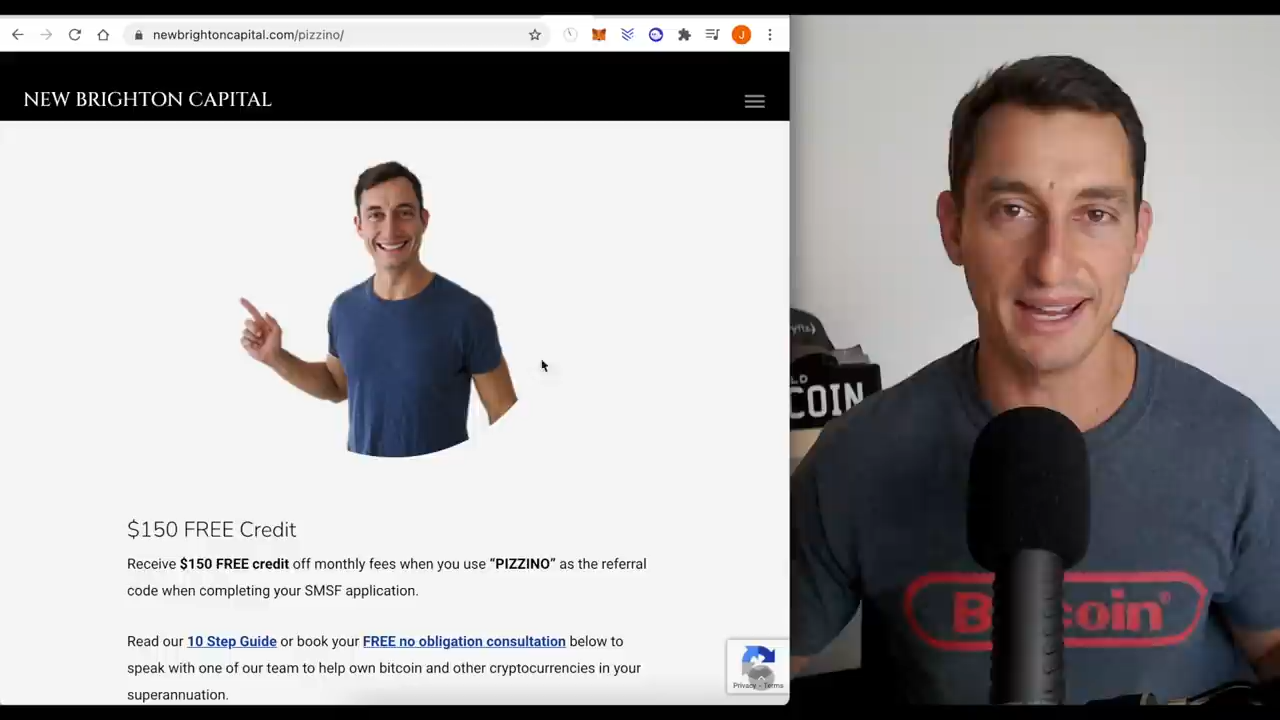 newbrightoncapital.com/pizzino/
J
NEW BRIGHTON CAPITAL
$150 FREE Credit
Receive $150 FREE credit off monthly fees when you use “PIZZINO” as the referral
code when completing your SMSF application.
Read our 10 Step Guide or book your FREE no obligation consultation below to
speak with one of our team to help own bitcoin and other cryptocurrencies in your
superannuation.
Privacy - Terms
COIN